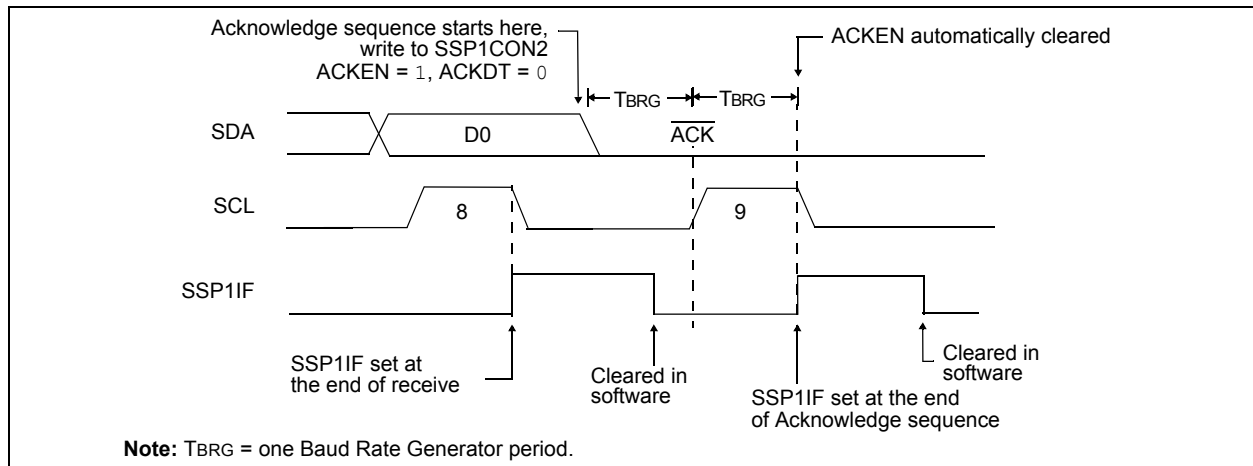 Acknowledge sequence starts here,
write to SSP1CON2
ACKEN = 1, ACKDT = 0
ACKEN automatically cleared
TBRG
TBRG
SDA
D0
ACK
SCL
8
9
SSP1IF
SSP1IF set at
the end of receive
Cleared in
software
SSP1IF set at the end
of Acknowledge sequence
Cleared in
software
Note: TBRG = one Baud Rate Generator period.